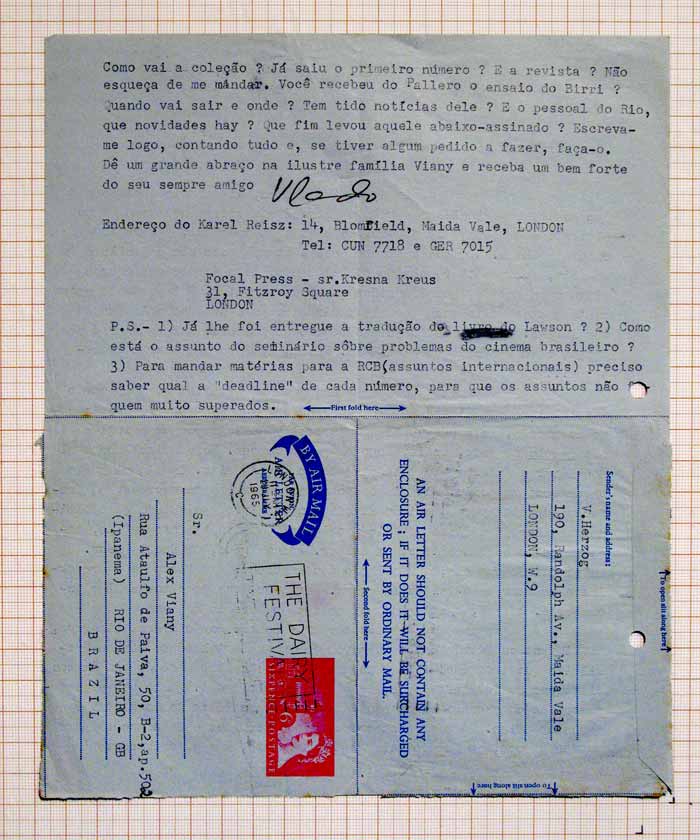 Como vai a coleção ? Já saiu o primeiro número ? E a revista ? Não
esqueça de me mandar. Você recebeu do Pallero o ensaio do Birri ?
Quando vai sair e onde ? Tem tido notícias dele ? E o pessoal do Rio,
que novidades hay ? Que fim levou aquele abaixo-assinado ? Escreva-
me logo, contando tudo e, se tiver algum pedido a fazer, faça-o.
Dê um grande abraço na ilustre família Viany e receba um bem forte
do seu sempre amigo Vlado
Endereço do Karel Reisz: 14, Blomfield, Maida Vale, LONDON
Tel: CUN 7718 e GER 7015
Focal Press - sr.Kresna Kreus
31, Fitzroy Square
LONDON
P.S.- 1) Já lhe foi entregue a tradução do livro do Lawson ? 2) Como
está o assunto do seminário sôbre problemas do cinema brasileiro ?
3) Para mandar matérias para a RCB(assuntos internacionais) preciso
saber qual a "deadline" de cada número, para que os assuntos não
quem muito superados.
First fold here
BY AIR MAIL
AIR LETTER
1965
THE DAI
FESTIV
SIXPENCE POSTAGE
Sr.
Alex Viany
Rua Ataulfo de Paiva, 50, B-2,ap.502
(Ipanema) RIO DE JANEIRO - GB
B R A Z I L
Second fold here
AN AIR LETTER SHOULD NOT CONTAIN ANY
ENCLOSURE ; IF IT DOES IT WILL BE SURCHARGED
OR SENT BY ORDINARY MAIL.
Sender's name and address:
V.Herzog
190, Randolph Av., Maida Vale
LONDON, W.9
To open slit along here
To open slit along here